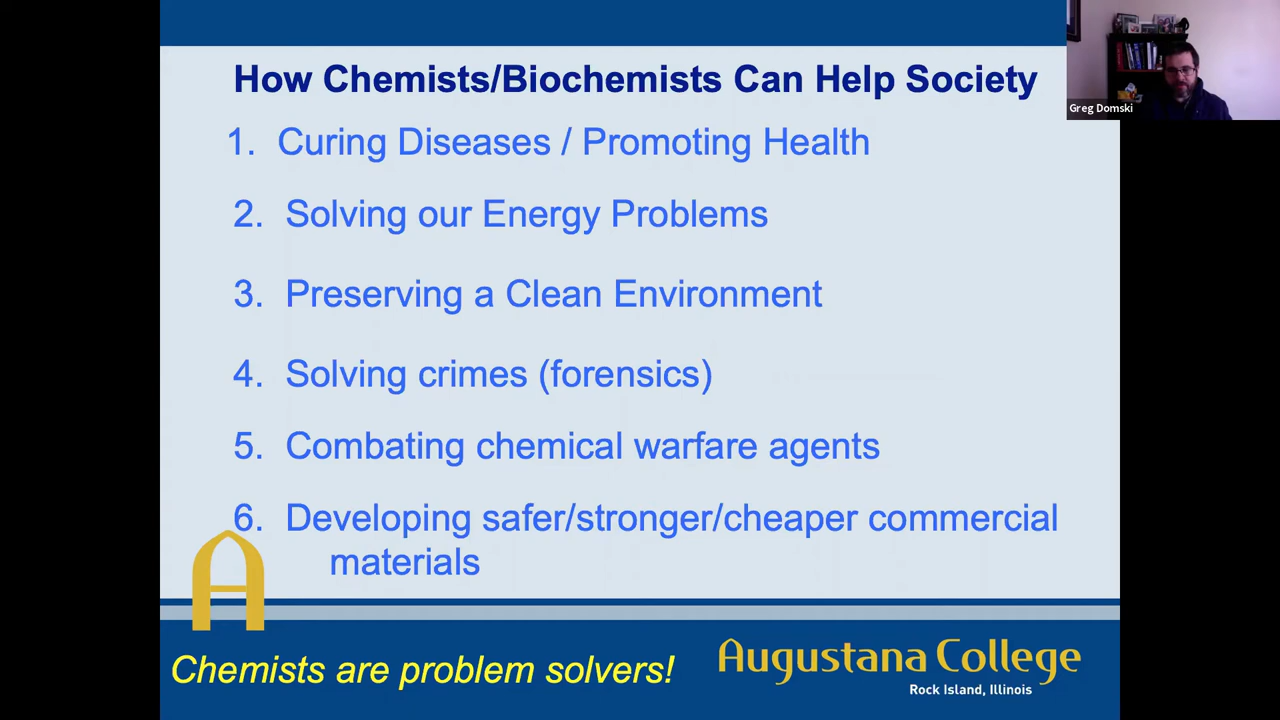 How Chemists/Biochemists Can Help Society
Greg Domski
1. Curing Diseases / Promoting Health
2. Solving our Energy Problems
3. Preserving a Clean Environment
4. Solving crimes (forensics)
5. Combating chemical warfare agents
6. Developing safer/stronger/cheaper commercial
materials
Chemists are problem solvers!
Augustana College
Rock Island, Illinois